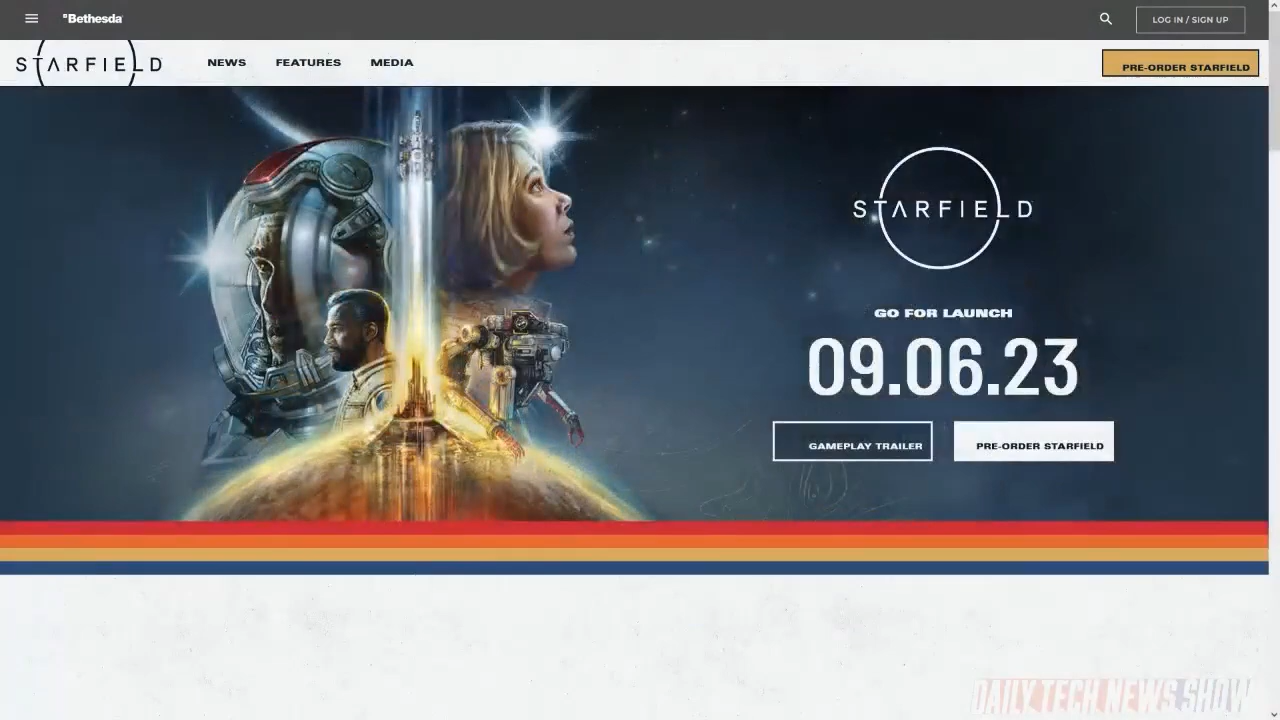 Bethesda
LOG IN / SIGN UP
STARFIELD
NEWS
FEATURES
MEDIA
PRE-ORDER STARFIELD
STARFIELD
GO FOR LAUNCH
09.06.23
GAMEPLAY TRAILER
PRE-ORDER STARFIELD
DAILY TECH NEWS SHOW